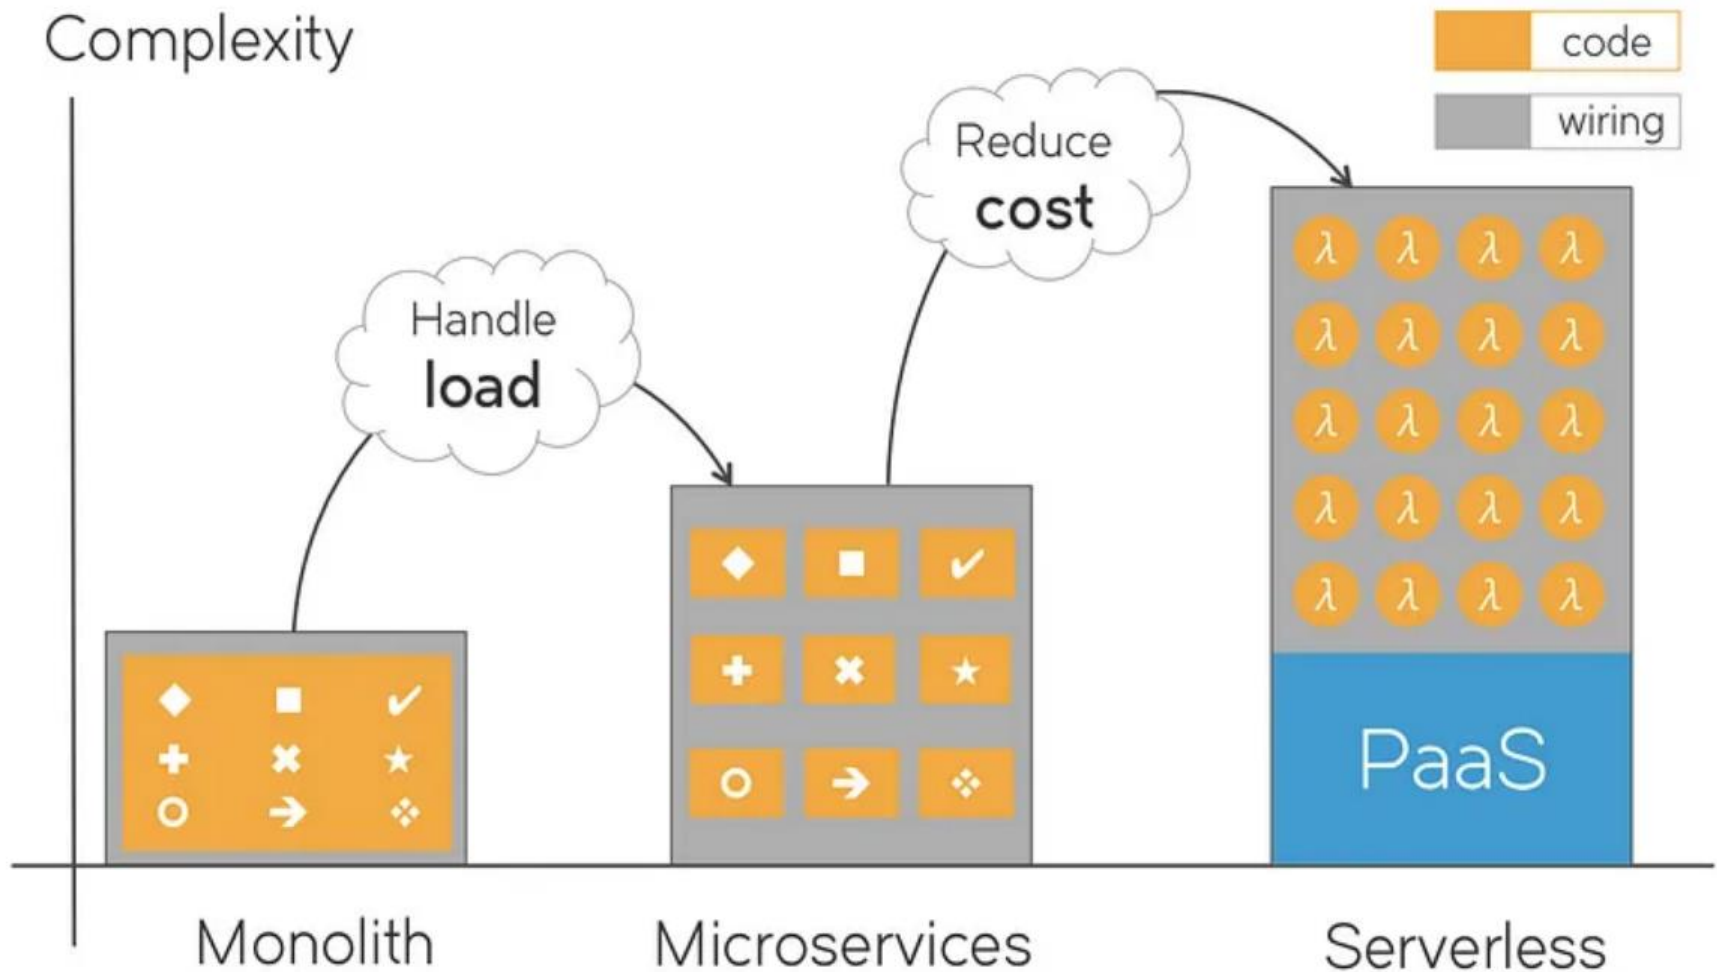 Complexity
code
wiring
Reduce
cost
Handle
load
λ λ λ λ
λ λ λ λ
λ λ λ λ
λ λ λ λ
λ λ λ λ
PaaS
Monolith
Microservices
Serverless